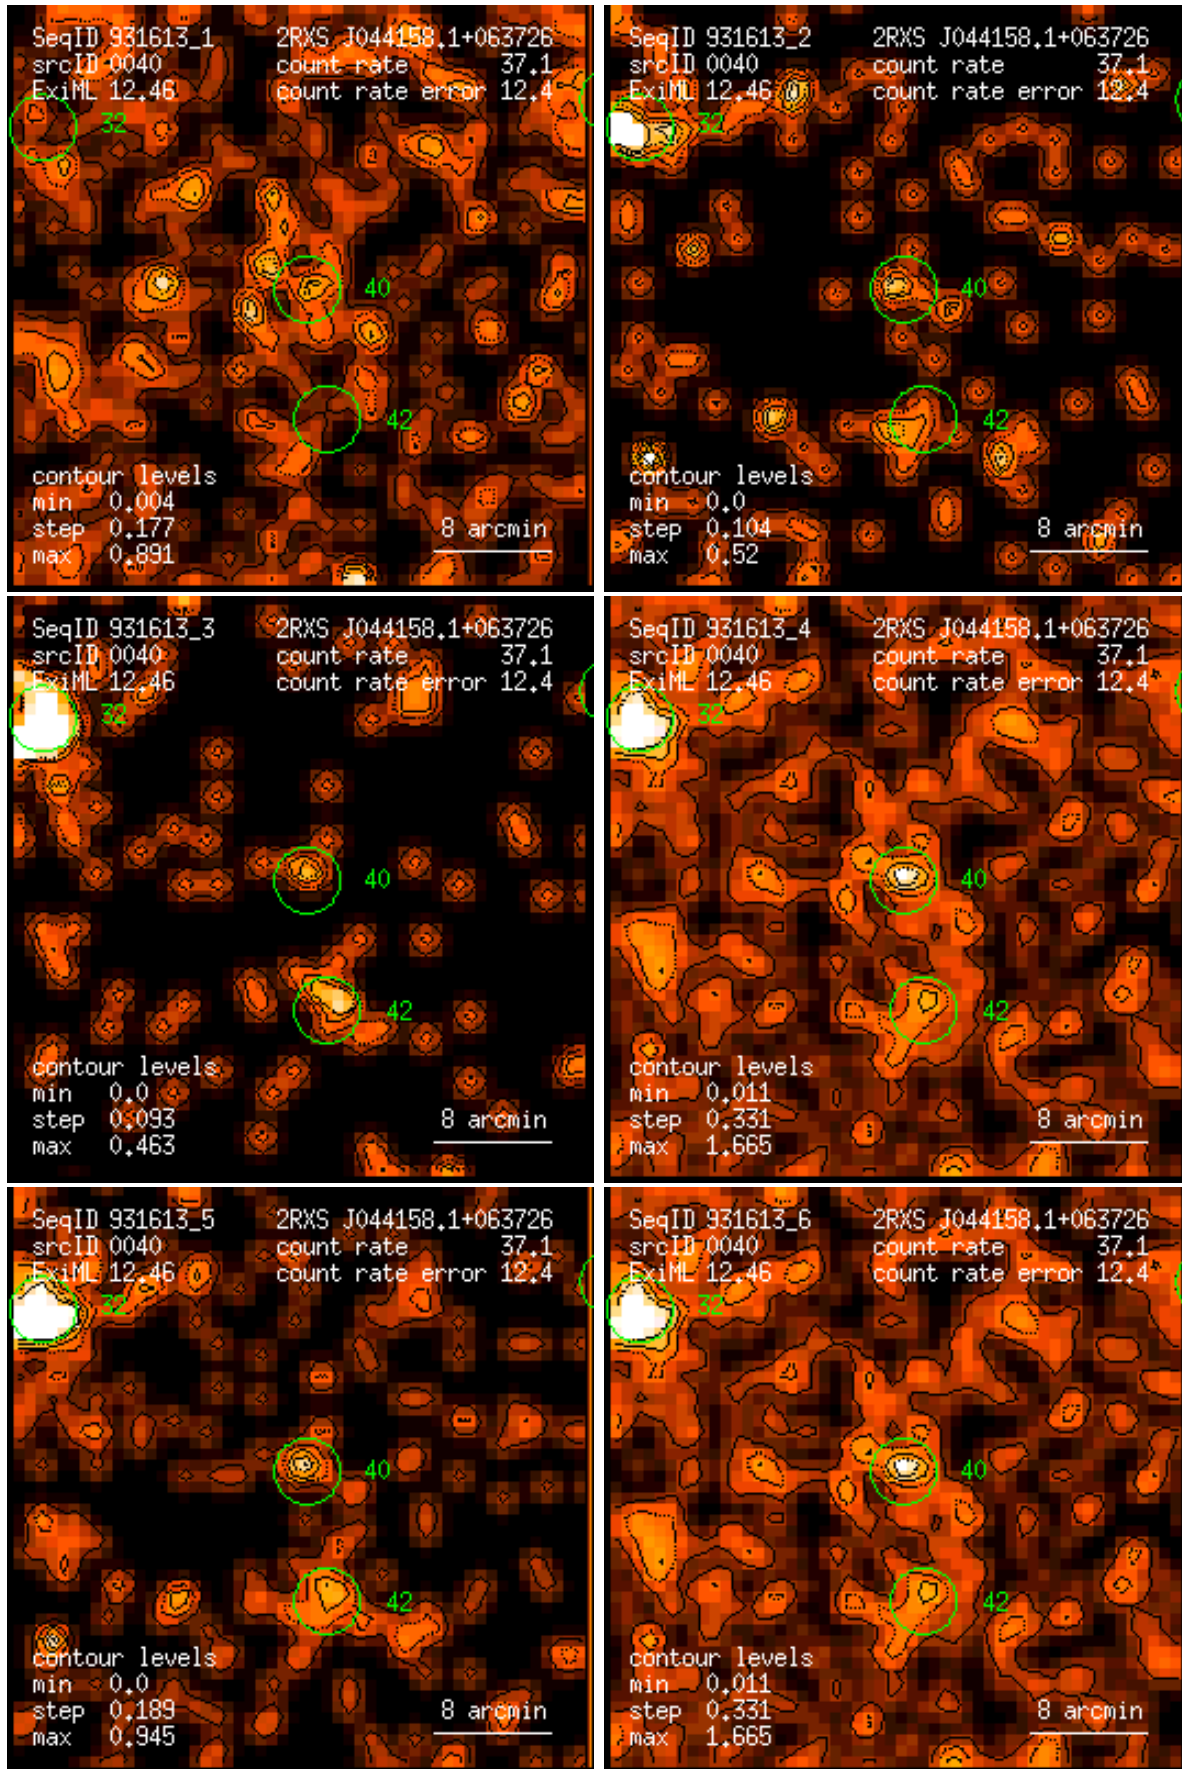 SeqID 931613_1 2RXS J044158.1+063726
srcID 0040 count rate 37.1
ExiML 12.46 count rate error 12.4
32
40
42
contour levels
min 0.004
step 0.177 8 arcmin
max 0.891
SeqID 931613_2 2RXS J044158.1+063726
srcID 0040 count rate 37.1
ExiML 12.46 count rate error 12.4
32
40
42
contour levels
min 0.0
step 0.104 8 arcmin
max 0.52
SeqID 931613_3 2RXS J044158.1+063726
srcID 0040 count rate 37.1
ExiML 12.46 count rate error 12.4
32
40
42
contour levels
min 0.0
step 0.093 8 arcmin
max 0.463
SeqID 931613_4 2RXS J044158.1+063726
srcID 0040 count rate 37.1
ExiML 12.46 count rate error 12.4
32
40
42
contour levels
min 0.011
step 0.331 8 arcmin
max 1.665
SeqID 931613_5 2RXS J044158.1+063726
srcID 0040 count rate 37.1
ExiML 12.46 count rate error 12.4
32
40
42
contour levels
min 0.0
step 0.189 8 arcmin
max 0.945
SeqID 931613_6 2RXS J044158.1+063726
srcID 0040 count rate 37.1
ExiML 12.46 count rate error 12.4
32
40
42
contour levels
min 0.011
step 0.331 8 arcmin
max 1.665